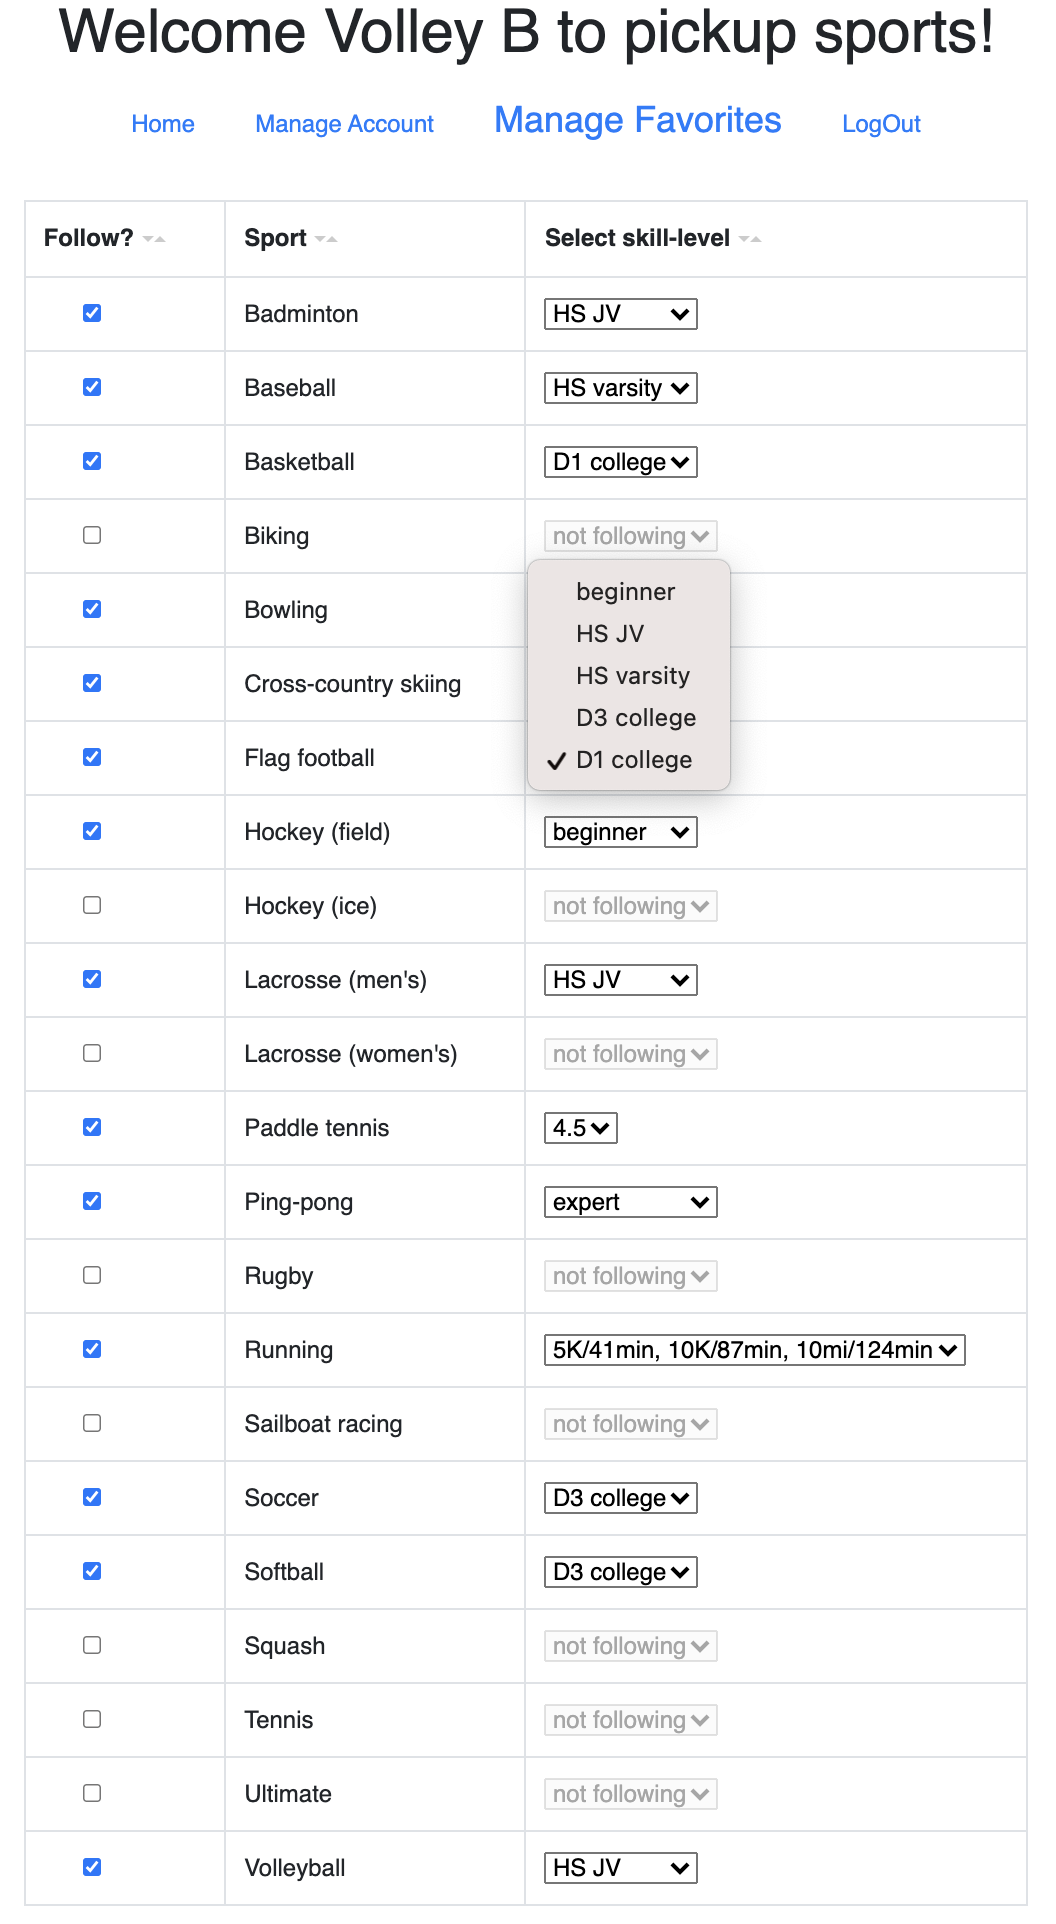 Welcome Volley B to pickup sports!
Home Manage Account Manage Favorites LogOut
Follow? Sport Select skill-level
Badminton HS JV
Baseball HS varsity
Basketball D1 college
Biking not following
beginner
Bowling
HS JV
HS varsity
Cross-country skiing
D3 college
Flag football D1 college
Hockey (field) beginner
Hockey (ice) not following
Lacrosse (men's) HS JV
Lacrosse (women's) not following
Paddle tennis 4.5
Ping-pong expert
Rugby not following
Running 5K/41min, 10K/87min, 10mi/124min
Sailboat racing not following
Soccer D3 college
Softball D3 college
Squash not following
Tennis not following
Ultimate not following
Volleyball HS JV